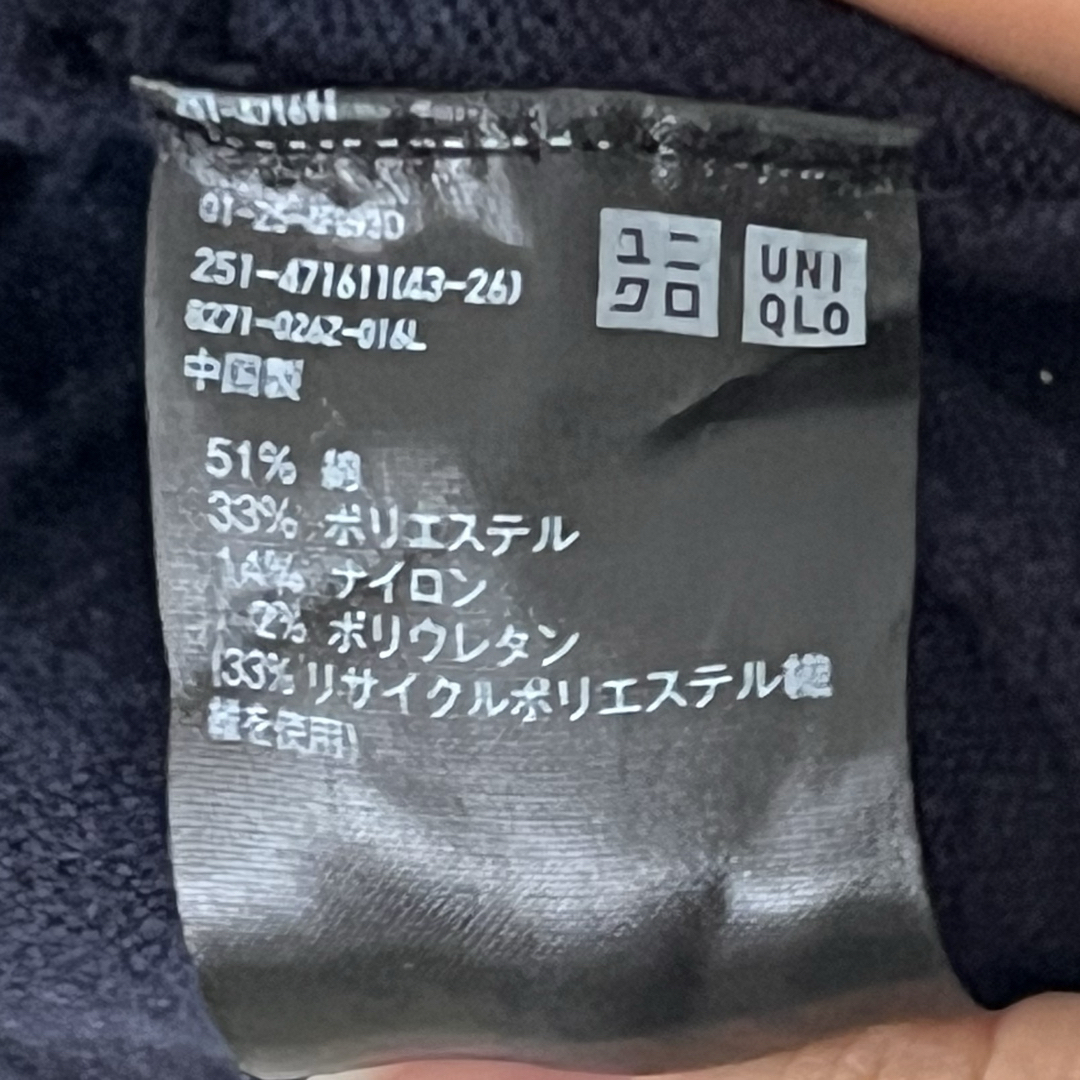 ユニ
クロ
UNI
QLO
251-471611(43-26)
中国製
51% 綿
33% ポリエステル
14% ナイロン
2% ポリウレタン
(33%リサイクルポリエステル繊
維を使用)